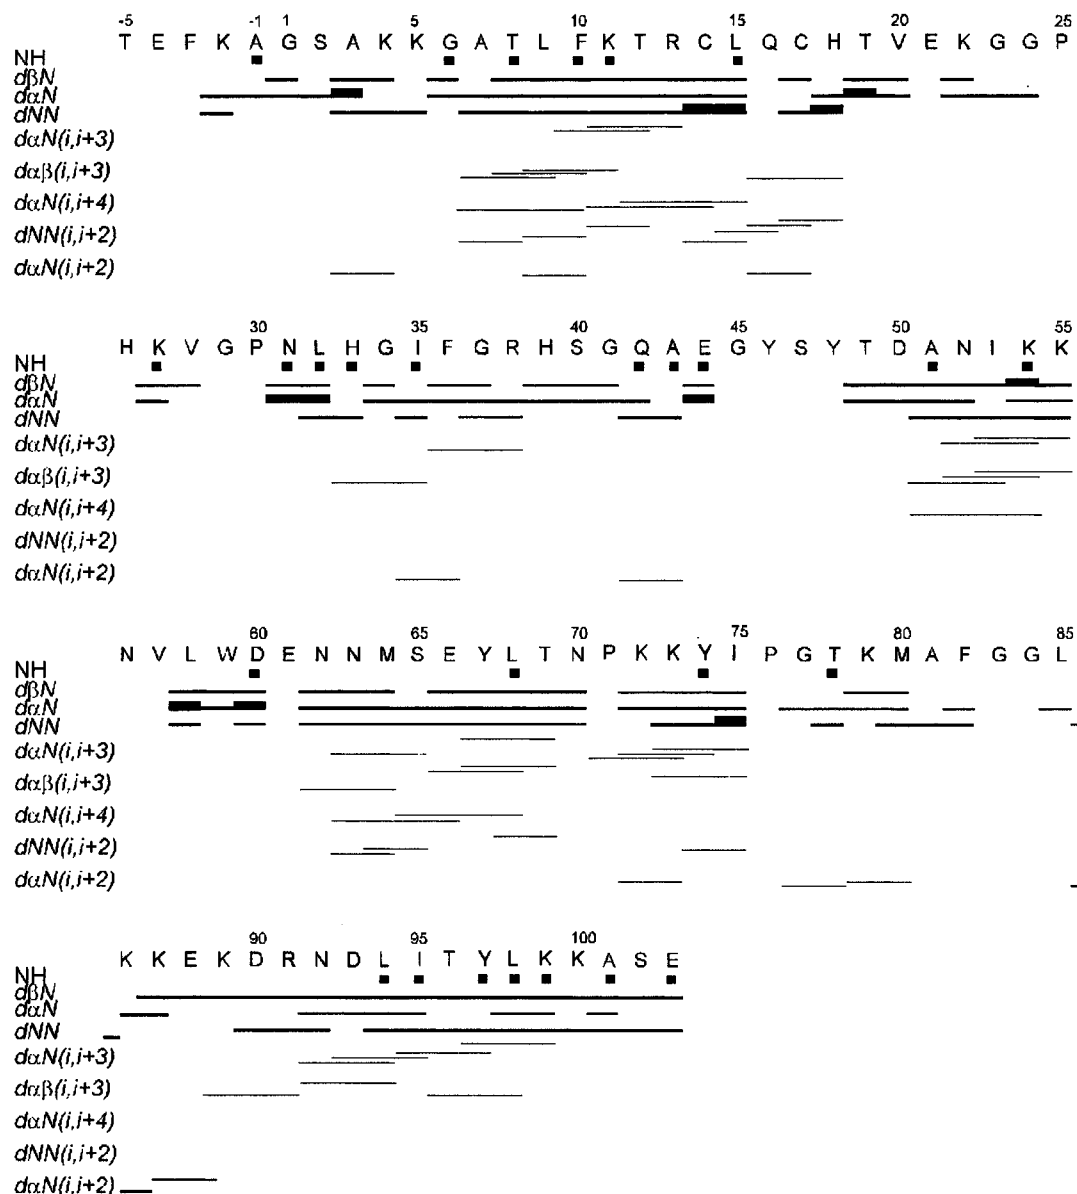 -5 -1 1 5 10 15 20 25
T E F K A G S A K K G A T L F K T R C L Q C H T V E K G G P
NH
dβN
dαN
dNN
dαN(i,i+3)
dαβ(i,i+3)
dαN(i,i+4)
dNN(i,i+2)
dαN(i,i+2)
30 35 40 45 50 55
H K V G P N L H G I F G R H S G Q A E G Y S Y T D A N I K K
NH
dβN
dαN
dNN
dαN(i,i+3)
dαβ(i,i+3)
dαN(i,i+4)
dNN(i,i+2)
dαN(i,i+2)
60 65 70 75 80 85
N V L W D E N N M S E Y L T N P K K Y I P G T K M A F G G L
NH
dβN
dαN
dNN
dαN(i,i+3)
dαβ(i,i+3)
dαN(i,i+4)
dNN(i,i+2)
dαN(i,i+2)
90 95 100
K K E K D R N D L I T Y L K K A S E
NH
dβN
dαN
dNN
dαN(i,i+3)
dαβ(i,i+3)
dαN(i,i+4)
dNN(i,i+2)
dαN(i,i+2)